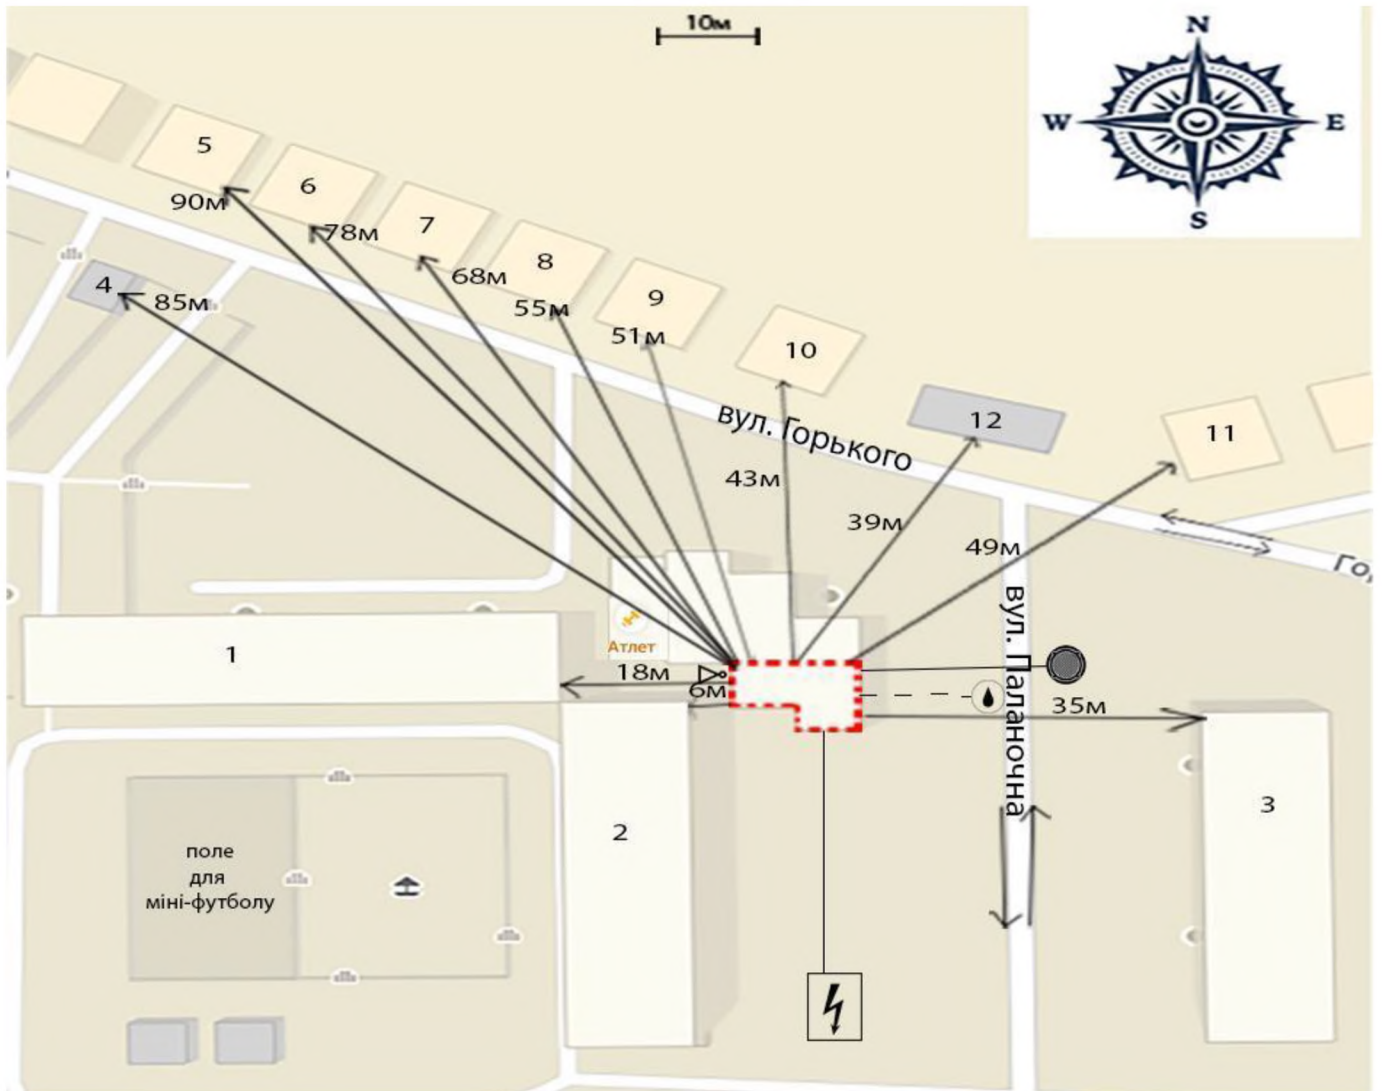 10м
N
W
E
S
5
90м
6
78м
7
68м
8
55м
9
51м
10
4
85м
вул. Горького
12
11
43м
39м
49м
Го
вул. Паланочна
Атлет
1
18м
6м
35м
2
3
поле
для
міні-футболу